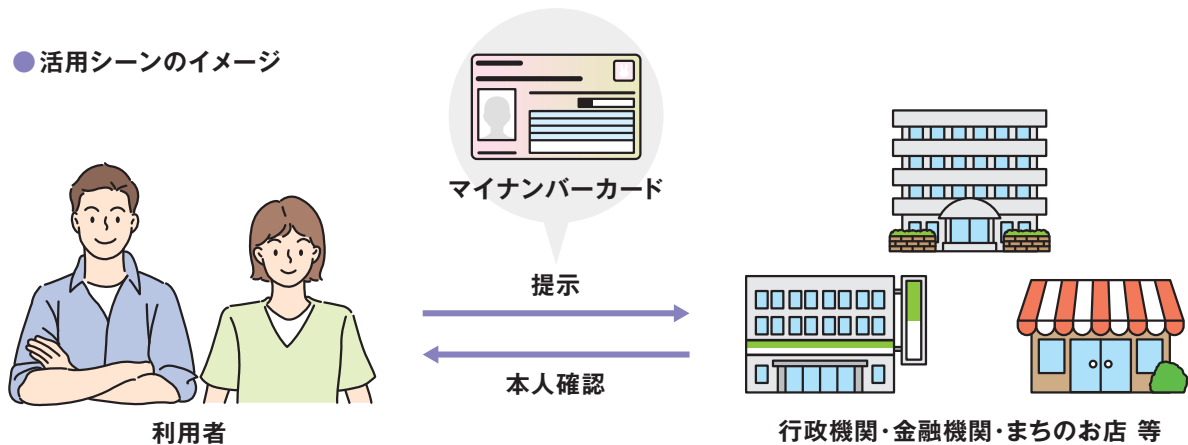 ●活用シーンのイメージ
マイナンバーカード
提示
本人確認
利用者
行政機関・金融機関・まちのお店 等